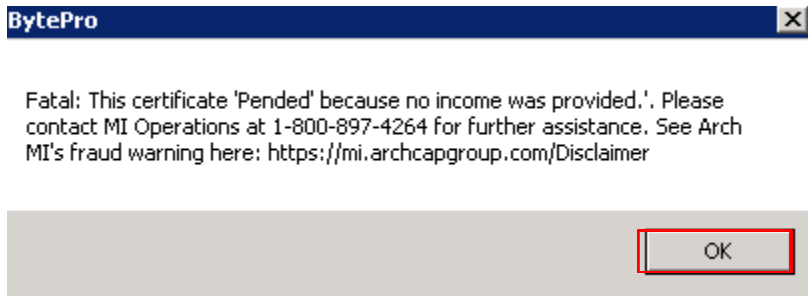 BytePro
Fatal: This certificate 'Pended' because no income was provided.'. Please
contact MI Operations at 1-800-897-4264 for further assistance. See Arch
MI's fraud warning here: https://mi.archcapgroup.com/Disclaimer
OK